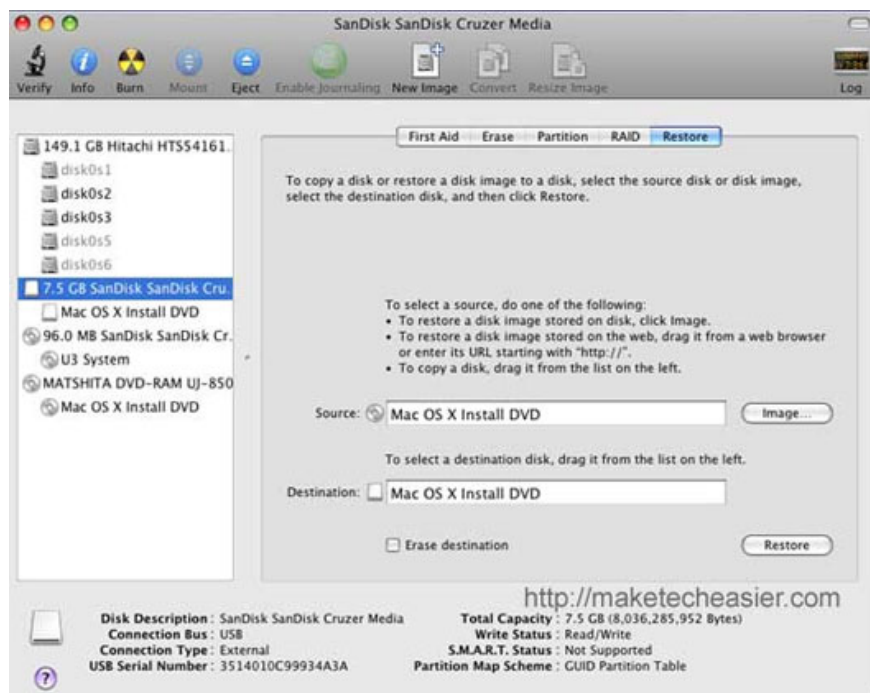 SanDisk SanDisk Cruzer Media
Verify Info Burn Mount Eject Enable Journaling New Image Convert Resize Image Log
First Aid Erase Partition RAID Restore
149.1 GB Hitachi HTS54161.
disk0s1
disk0s2
disk0s3
disk0s5
disk0s6
7.5 GB SanDisk SanDisk Cru.
Mac OS X Install DVD
96.0 MB SanDisk SanDisk Cr.
U3 System
MATSHITA DVD-RAM UJ-850
Mac OS X Install DVD
To copy a disk or restore a disk image to a disk, select the source disk or disk image,
select the destination disk, and then click Restore.
To select a source, do one of the following:
• To restore a disk image stored on disk, click Image.
• To restore a disk image stored on the web, drag it from a web browser
or enter its URL starting with "http://".
• To copy a disk, drag it from the list on the left.
Source: Mac OS X Install DVD Image...
To select a destination disk, drag it from the list on the left.
Destination: Mac OS X Install DVD
Erase destination Restore
http://maketecheasier.com
Disk Description : SanDisk SanDisk Cruzer Media
Connection Bus : USB
Connection Type : External
USB Serial Number : 3514010C99934A3A
Total Capacity : 7.5 GB (8,036,285,952 Bytes)
Write Status : Read/Write
S.M.A.R.T. Status : Not Supported
Partition Map Scheme : GUID Partition Table
?